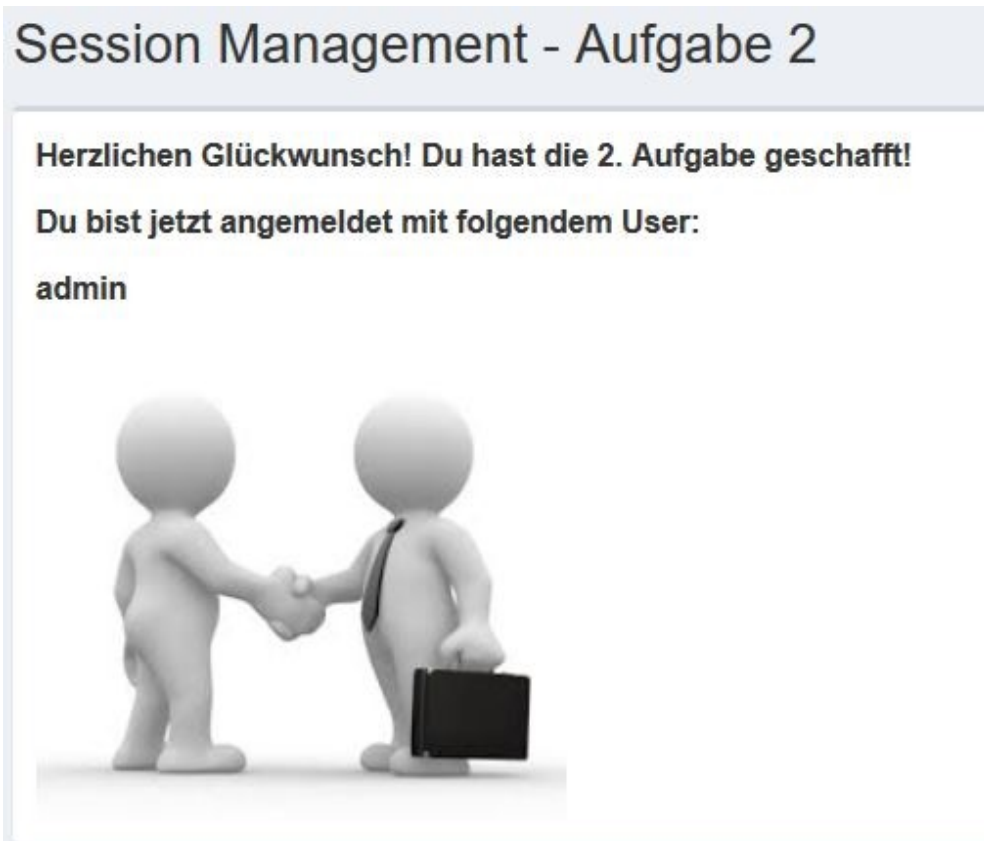 Session Management - Aufgabe 2
Herzlichen Glückwunsch! Du hast die 2. Aufgabe geschafft!
Du bist jetzt angemeldet mit folgendem User:
admin